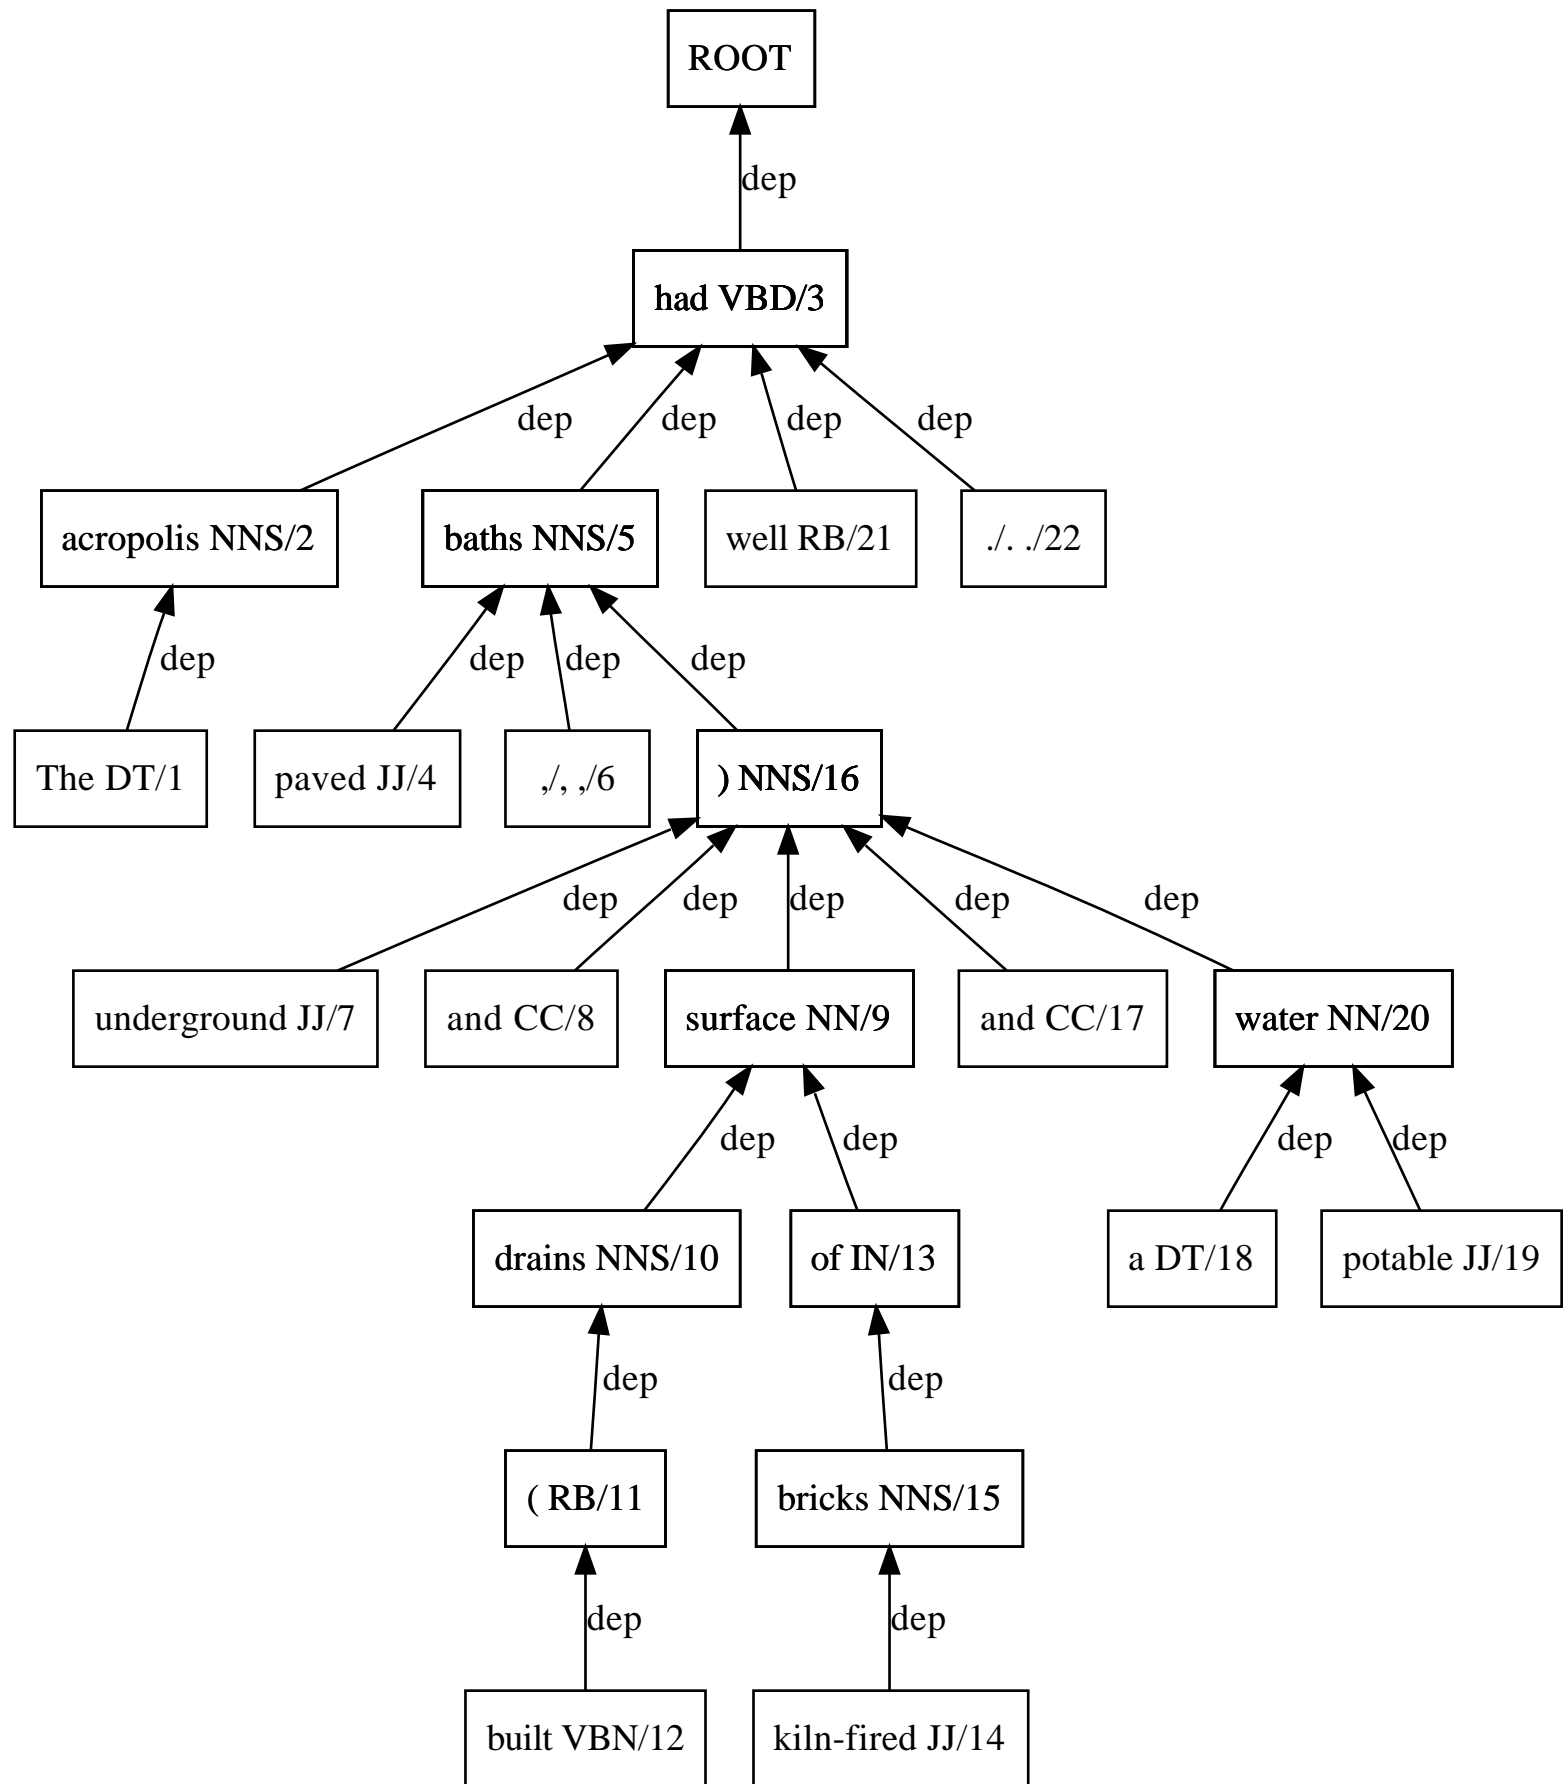 ROOT
dep
had VBD/3
dep dep dep dep
acropolis NNS/2 baths NNS/5 well RB/21 ./. ./22
dep dep dep dep
The DT/1 paved JJ/4 ,/, ,/6 ) NNS/16
dep dep dep dep dep
underground JJ/7 and CC/8 surface NN/9 and CC/17 water NN/20
dep dep dep dep
drains NNS/10 of IN/13 a DT/18 potable JJ/19
dep dep
( RB/11 bricks NNS/15
dep dep
built VBN/12 kiln-fired JJ/14